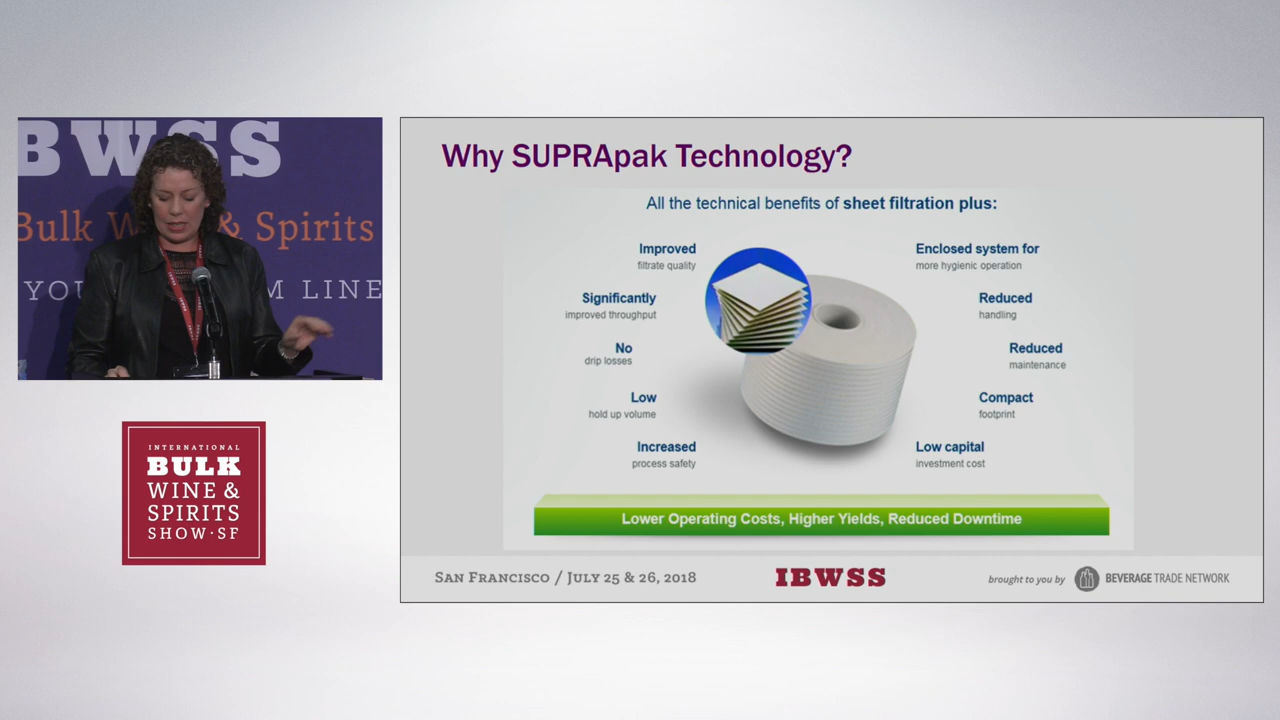 BWSS
Bulk W & Spirits
YOU M LINE
INTERNATIONAL
BULK
WINE &
SPIRITS
SHOW·SF
Why SUPRApak Technology?
All the technical benefits of sheet filtration plus:
Improved
filtrate quality
Significantly
improved throughput
No
drip losses
Low
hold up volume
Increased
process safety
Enclosed system for
more hygienic operation
Reduced
handling
Reduced
maintenance
Compact
footprint
Low capital
investment cost
Lower Operating Costs, Higher Yields, Reduced Downtime
SAN FRANCISCO / JULY 25 & 26, 2018
IBWSS
brought to you by
BEVERAGE TRADE NETWORK